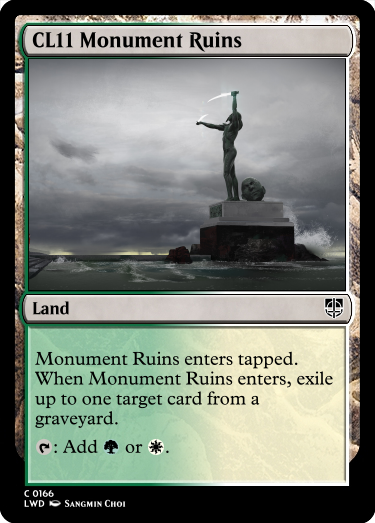 CL11 Monument Ruins
Land
Monument Ruins enters tapped.
When Monument Ruins enters, exile
up to one target card from a
graveyard.
: Add or .
C 0166
LWD Sangmin Choi